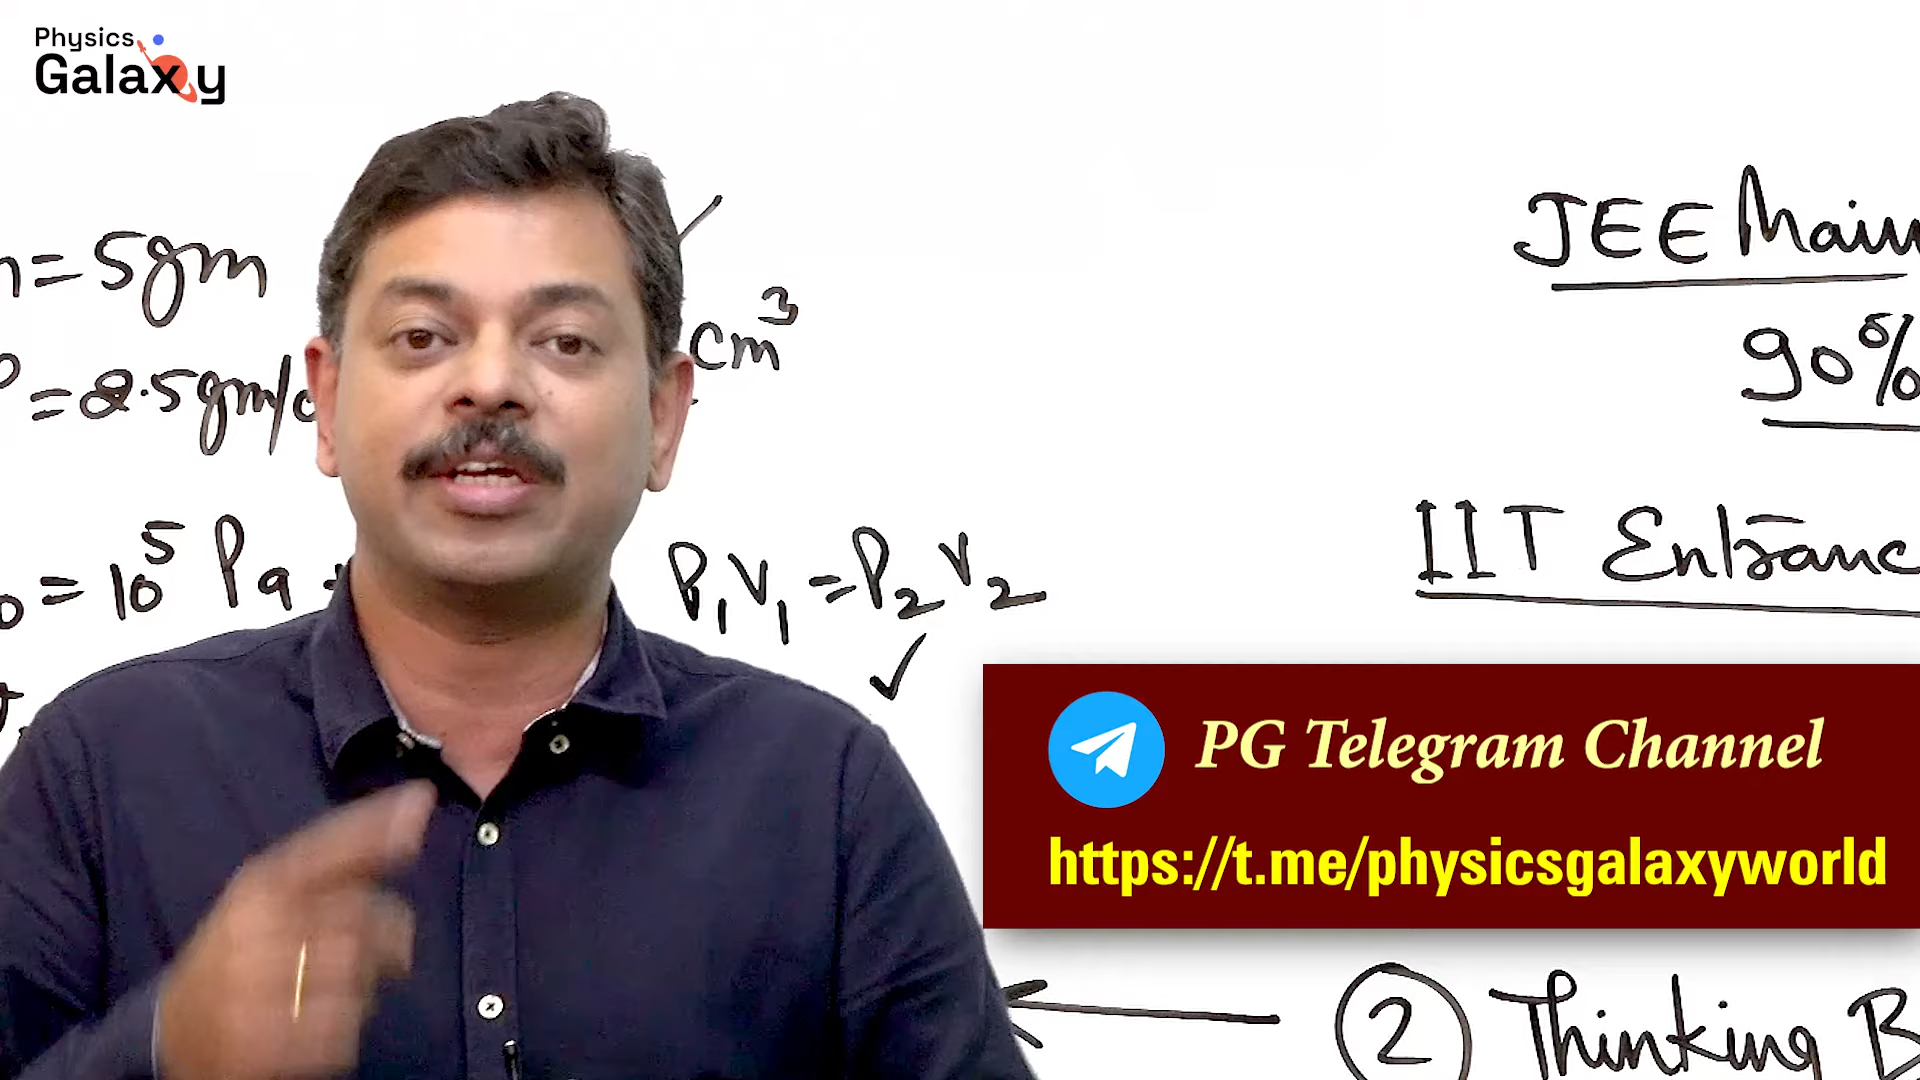 Physics
Galaxy
= 5gm
= 2.5gm/
cm³
= 10⁵ Pa
P₁V₁ = P₂V₂
JEE Main
90%
IIT
PG Telegram Channel
https://t.me/physicsgalaxyworld
2 Thinking